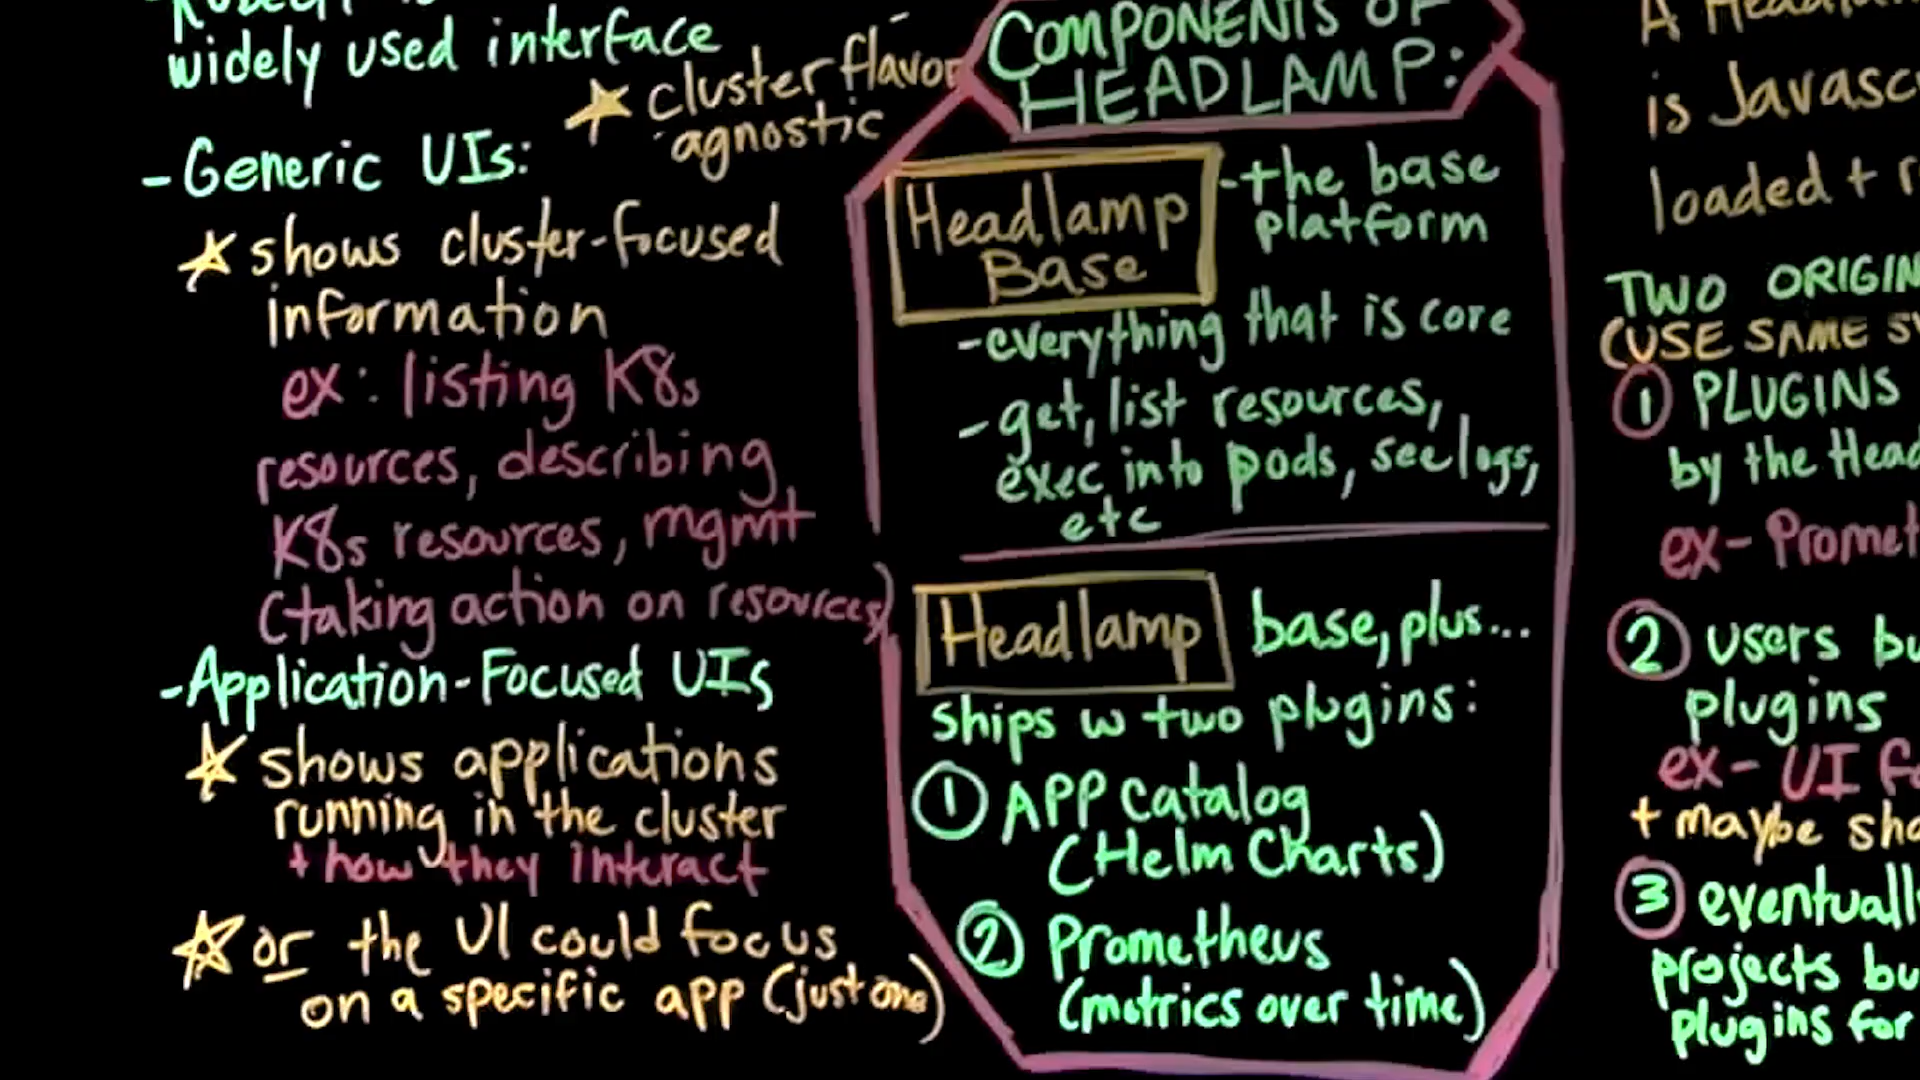 widely used interface
cluster flavor
agnostic
- Generic UIs:
shows cluster-focused
information
ex: listing K8s
resources, describing
K8s resources, mgmt
(taking action on resources)
- Application-Focused UIs
shows applications
running in the cluster
+ how they interact
or the UI could focus
on a specific app (just one)
COMPONENTS OF
HEADLAMP:
Headlamp
Base
- the base
platform
- everything that is core
- get, list resources,
exec into pods, see logs,
etc
Headlamp
base, plus...
ships w two plugins:
1 APP catalog
(Helm Charts)
2 Prometheus
(metrics over time)
A
is Javasc
loaded + r
TWO ORIGIN
(USE SAME SY
1 PLUGINS
by the Head
ex- Promet
2 users bu
plugins
ex- UI fo
+ maybe sha
3 eventuall
projects bu
plugins for